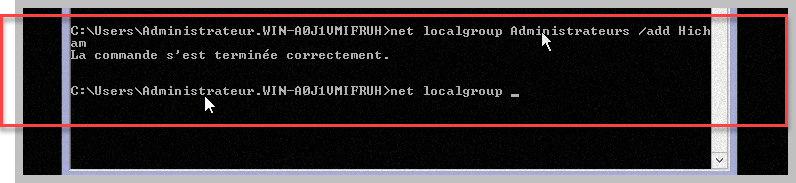 C:\Users\Administrateur.WIN-A0J1VMIFRUH>net localgroup Administrateurs /add Hich
am
La commande s'est terminée correctement.
C:\Users\Administrateur.WIN-A0J1VMIFRUH>net localgroup _